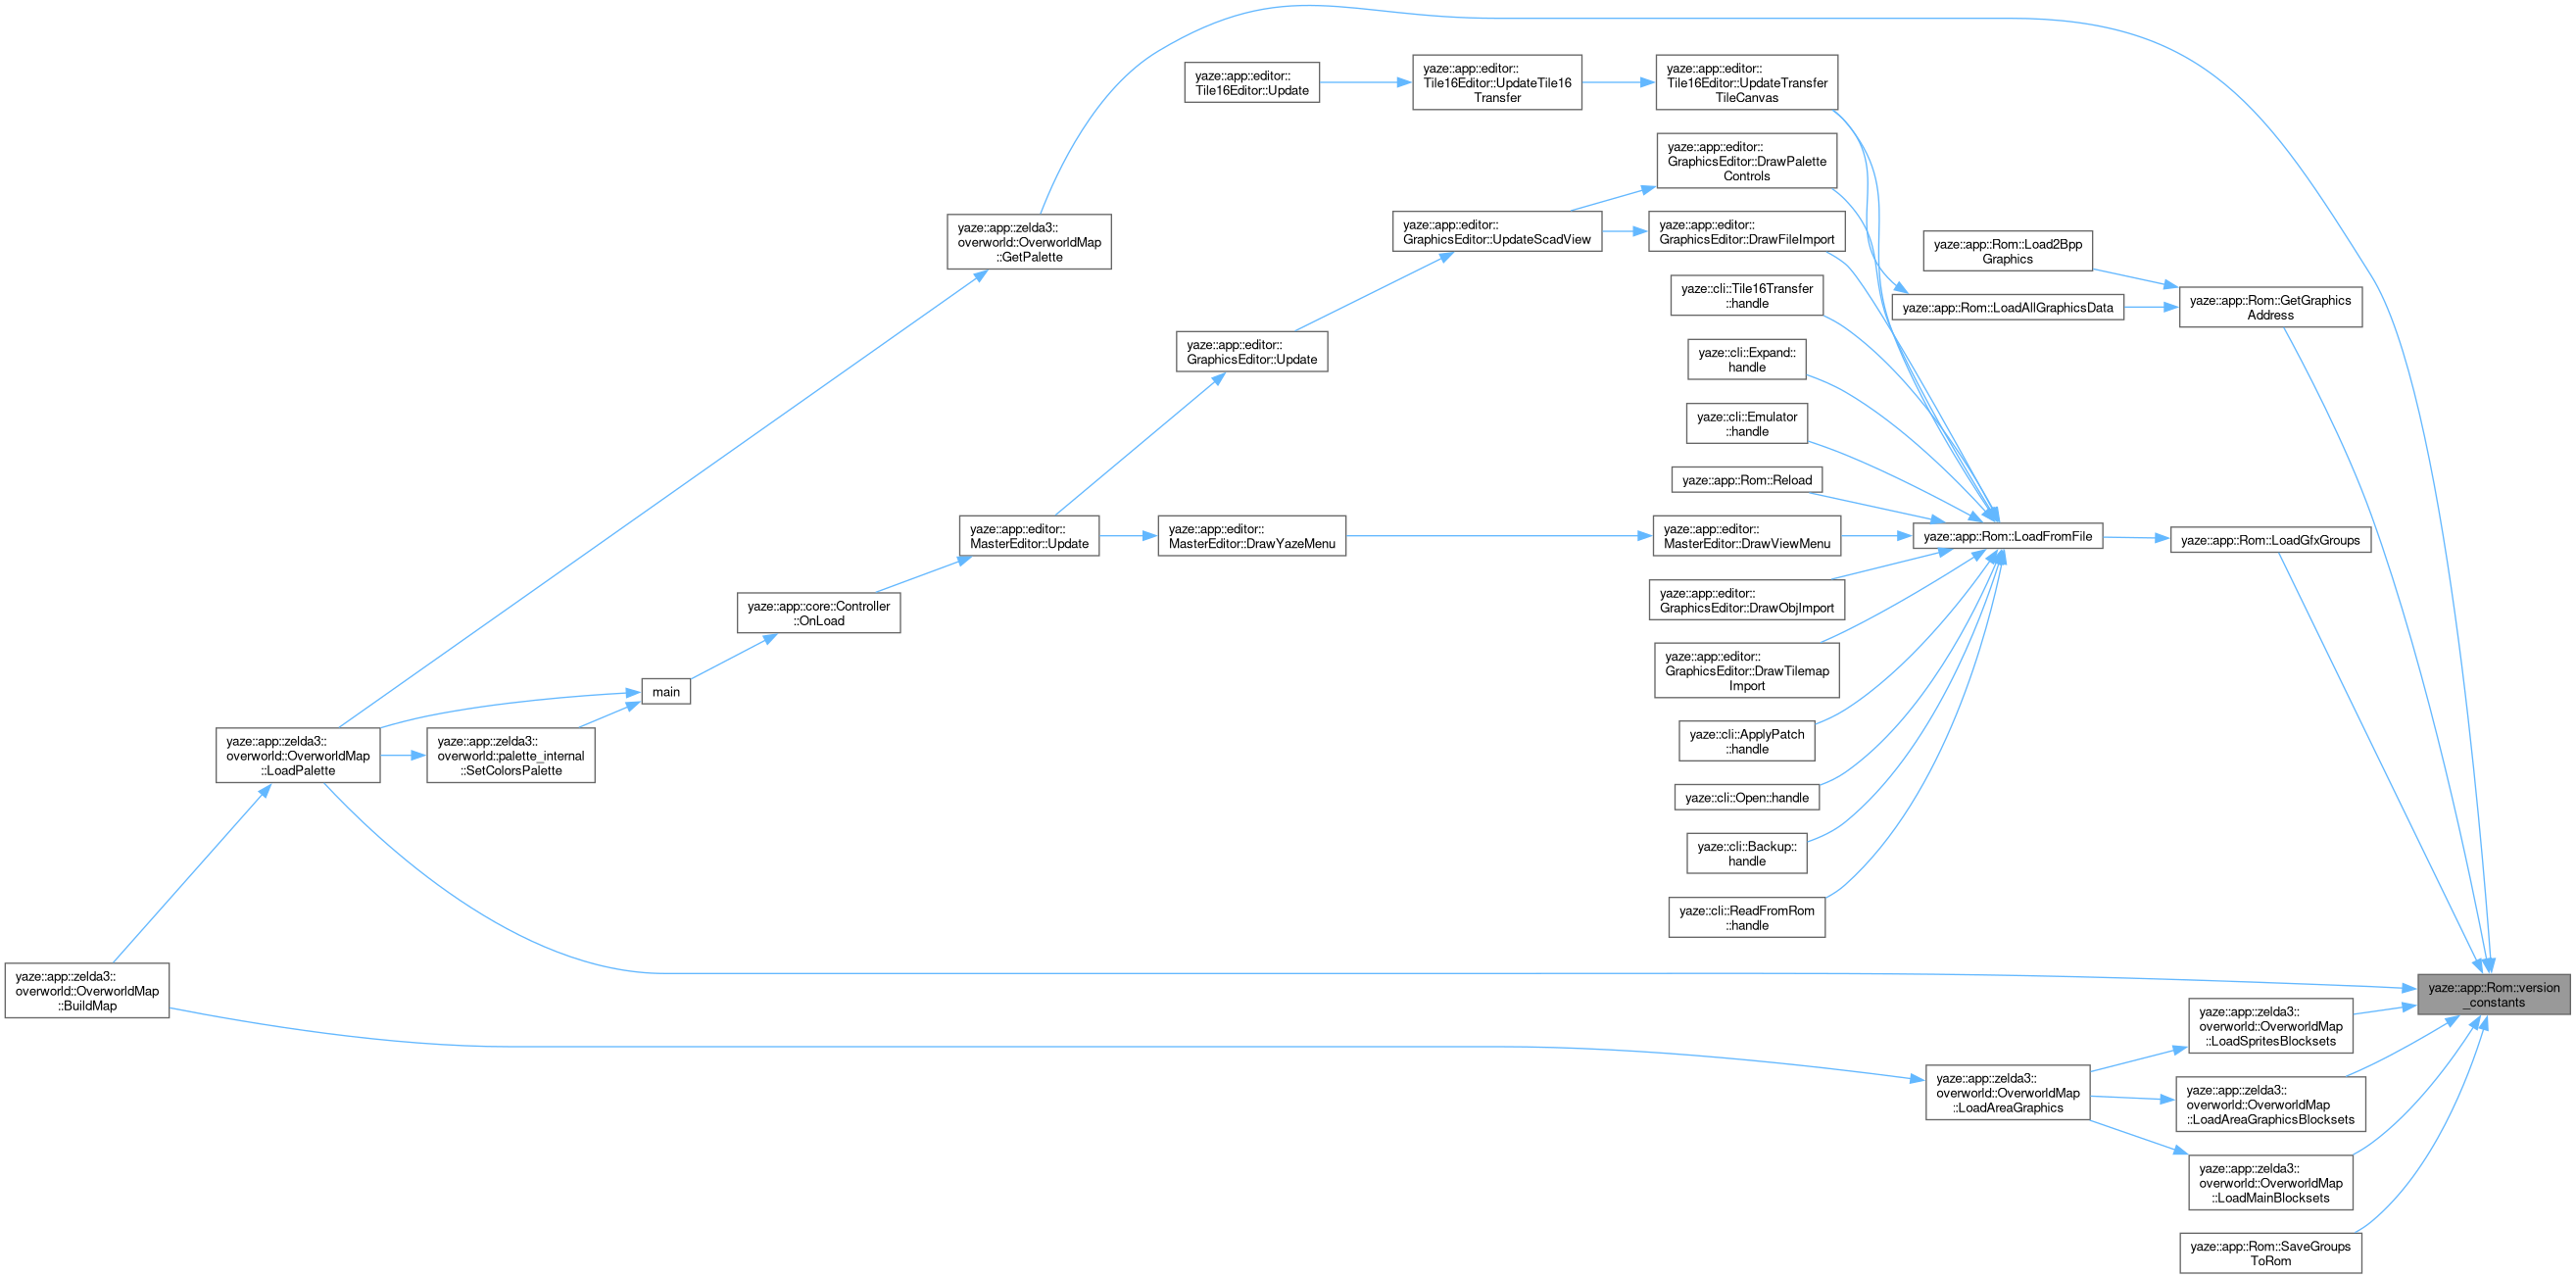 yaze::app::editor::
Tile16Editor::Update
yaze::app::editor::
Tile16Editor::UpdateTile16
Transfer
yaze::app::editor::
Tile16Editor::UpdateTransfer
TileCanvas
yaze::app::editor::
GraphicsEditor::DrawPalette
Controls
yaze::app::zelda3::
overworld::OverworldMap
::GetPalette
yaze::app::editor::
GraphicsEditor::UpdateScadView
yaze::app::editor::
GraphicsEditor::DrawFileImport
yaze::app::Rom::Load2Bpp
Graphics
yaze::cli::Tile16Transfer
::handle
yaze::app::Rom::LoadAllGraphicsData
yaze::app::Rom::GetGraphics
Address
yaze::app::editor::
GraphicsEditor::Update
yaze::cli::Expand::
handle
yaze::cli::Emulator
::handle
yaze::app::Rom::Reload
yaze::app::editor::
MasterEditor::Update
yaze::app::editor::
MasterEditor::DrawYazeMenu
yaze::app::editor::
MasterEditor::DrawViewMenu
yaze::app::Rom::LoadFromFile
yaze::app::Rom::LoadGfxGroups
yaze::app::core::Controller
::OnLoad
yaze::app::editor::
GraphicsEditor::DrawObjImport
yaze::app::editor::
GraphicsEditor::DrawTilemap
Import
main
yaze::app::zelda3::
overworld::OverworldMap
::LoadPalette
yaze::app::zelda3::
overworld::palette_internal
::SetColorsPalette
yaze::cli::ApplyPatch
::handle
yaze::cli::Open::handle
yaze::cli::Backup::
handle
yaze::cli::ReadFromRom
::handle
yaze::app::zelda3::
overworld::OverworldMap
::BuildMap
yaze::app::Rom::version
_constants
yaze::app::zelda3::
overworld::OverworldMap
::LoadSpritesBlocksets
yaze::app::zelda3::
overworld::OverworldMap
::LoadAreaGraphics
yaze::app::zelda3::
overworld::OverworldMap
::LoadAreaGraphicsBlocksets
yaze::app::zelda3::
overworld::OverworldMap
::LoadMainBlocksets
yaze::app::Rom::SaveGroups
ToRom